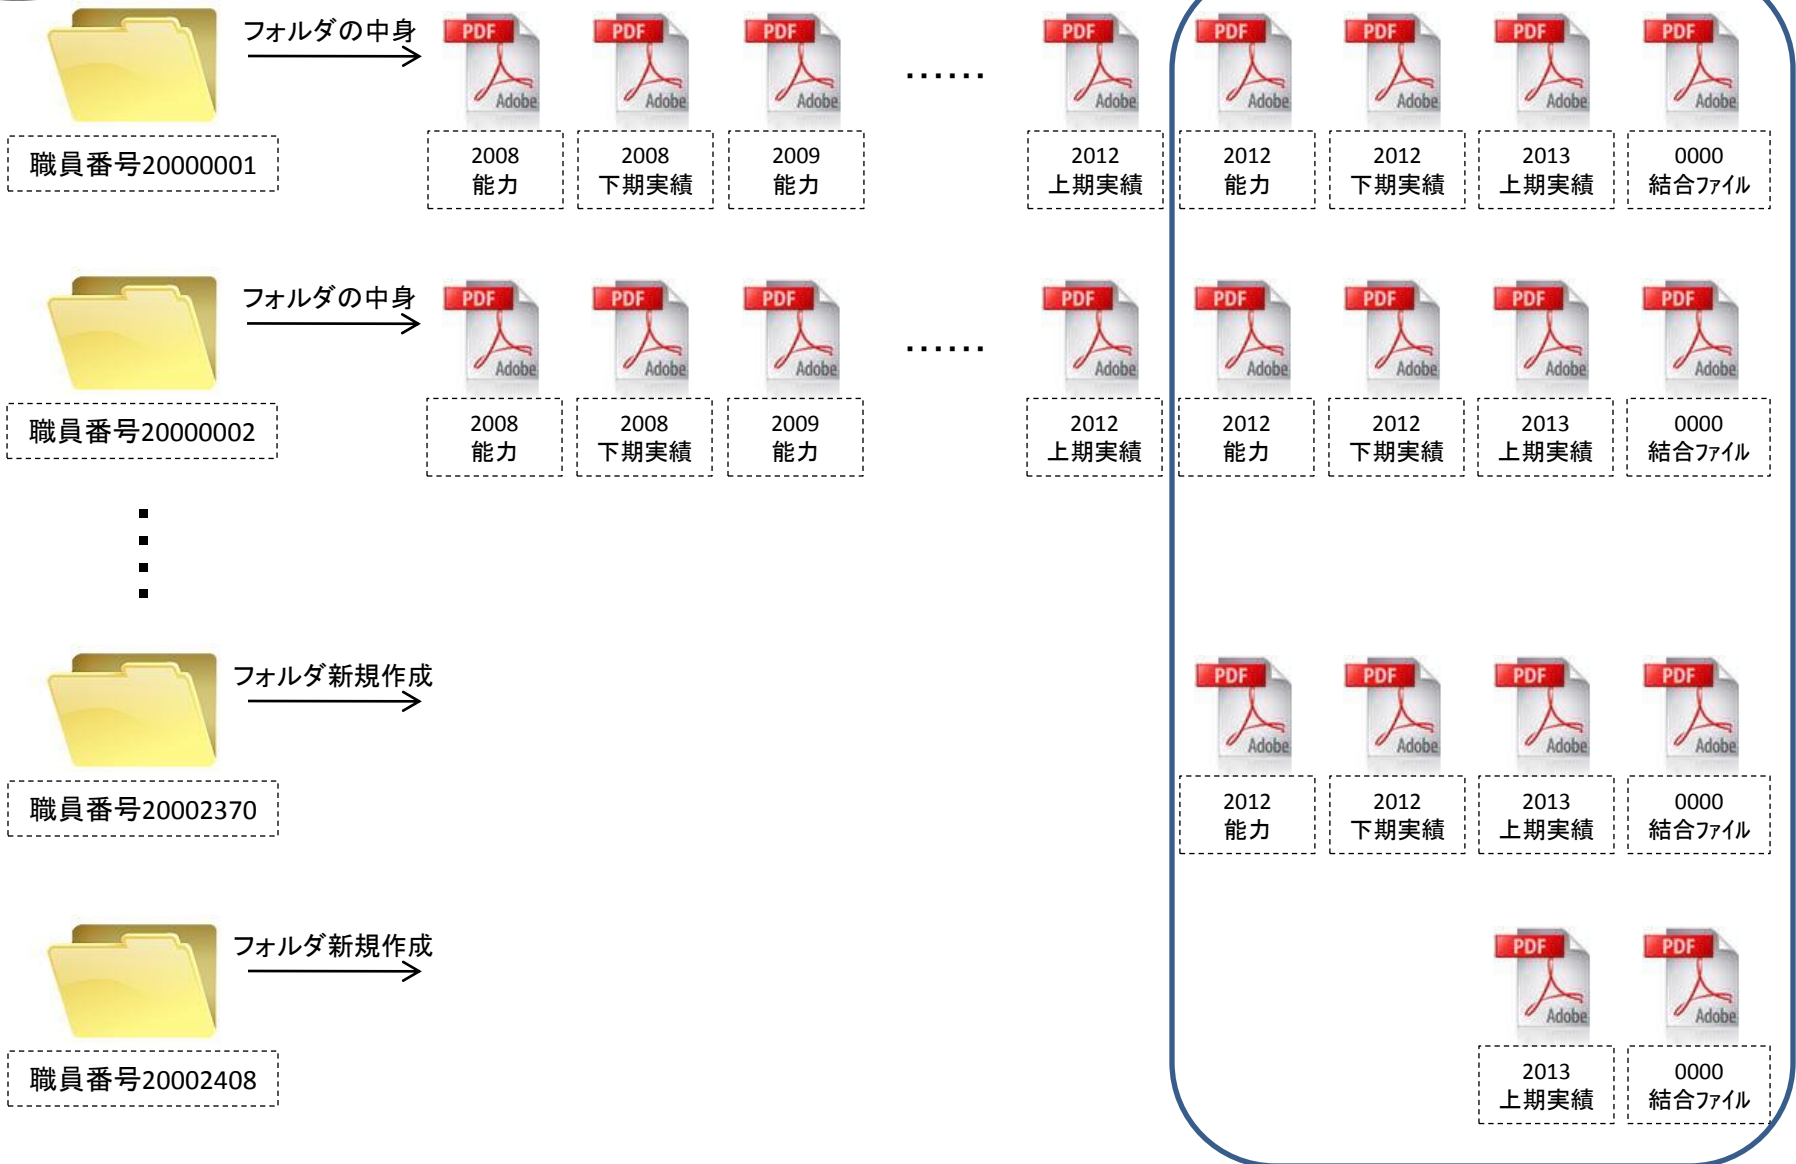 フォルダの中身
PDF PDF PDF PDF PDF PDF PDF PDF
Adobe Adobe Adobe Adobe Adobe Adobe Adobe Adobe
......
職員番号20000001
2008 2008 2009 2012 2012 2012 2013 0000
能力 下期実績 能力 上期実績 能力 下期実績 上期実績 結合ファイル
フォルダの中身
PDF PDF PDF PDF PDF PDF PDF PDF
Adobe Adobe Adobe Adobe Adobe Adobe Adobe Adobe
......
職員番号20000002
2008 2008 2009 2012 2012 2012 2013 0000
能力 下期実績 能力 上期実績 能力 下期実績 上期実績 結合ファイル
フォルダ新規作成
PDF PDF PDF PDF
Adobe Adobe Adobe Adobe
職員番号20002370
2012 2012 2013 0000
能力 下期実績 上期実績 結合ファイル
フォルダ新規作成
PDF PDF
Adobe Adobe
職員番号20002408
2013 0000
上期実績 結合ファイル